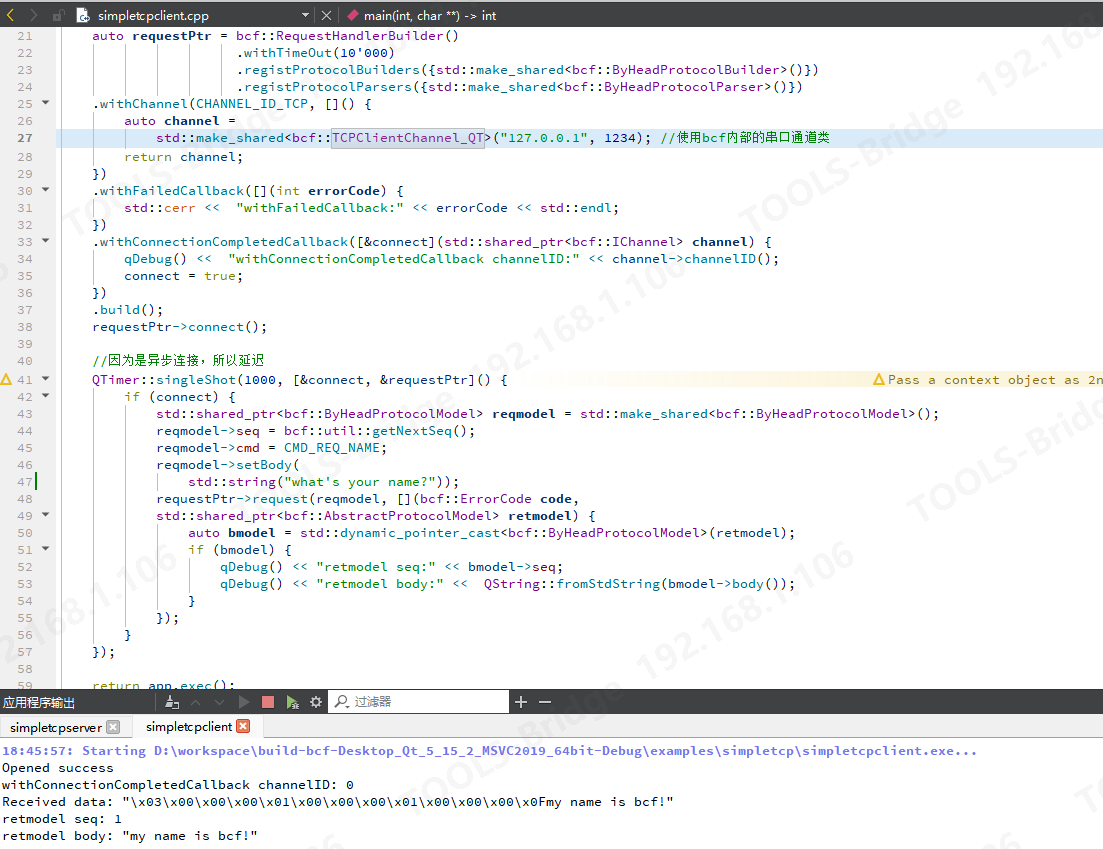 simpletcpclient.cpp main(int, char **) -> int
21 auto requestPtr = bcf::RequestHandlerBuilder()
22 .withTimeOut(10'000)
23 .registProtocolBuilders({std::make_shared<bcf::ByHeadProtocolBuilder>()})
24 .registProtocolParsers({std::make_shared<bcf::ByHeadProtocolParser>()})
25 .withChannel(CHANNEL_ID_TCP, []() {
26 auto channel =
27 std::make_shared<bcf::TCPClientChannel_QT>("127.0.0.1", 1234); //使用bcf内部的串口通道类
28 return channel;
29 })
30 .withFailedCallback([](int errorCode) {
31 std::cerr << "withFailedCallback:" << errorCode << std::endl;
32 })
33 .withConnectionCompletedCallback([&connect](std::shared_ptr<bcf::IChannel> channel) {
34 qDebug() << "withConnectionCompletedCallback channelID:" << channel->channelID();
35 connect = true;
36 })
37 .build();
38 requestPtr->connect();
39
40 //因为是异步连接，所以延迟
41 QTimer::singleShot(1000, [&connect, &requestPtr]() { Pass a context object as 2n
42 if (connect) {
43 std::shared_ptr<bcf::ByHeadProtocolModel> reqmodel = std::make_shared<bcf::ByHeadProtocolModel>();
44 reqmodel->seq = bcf::util::getNextSeq();
45 reqmodel->cmd = CMD_REQ_NAME;
46 reqmodel->setBody(
47 std::string("what's your name?"));
48 requestPtr->request(reqmodel, [](bcf::ErrorCode code,
49 std::shared_ptr<bcf::AbstractProtocolModel> retmodel) {
50 auto bmodel = std::dynamic_pointer_cast<bcf::ByHeadProtocolModel>(retmodel);
51 if (bmodel) {
52 qDebug() << "retmodel seq:" << bmodel->seq;
53 qDebug() << "retmodel body:" << QString::fromStdString(bmodel->body());
54 }
55 });
56 }
57 });
58
59 return app.exec();
应用程序输出 过滤器
simpletcpserver simpletcpclient
18:45:57: Starting D:\workspace\build-bcf-Desktop_Qt_5_15_2_MSVC2019_64bit-Debug\examples\simpletcp\simpletcpclient.exe...
Opened success
withConnectionCompletedCallback channelID: 0
Received data: "\x03\x00\x00\x00\x01\x00\x00\x00\x01\x00\x00\x00\x0Fmy name is bcf!"
retmodel seq: 1
retmodel body: "my name is bcf!"
TOOLS-Bridge 192.168.1.106